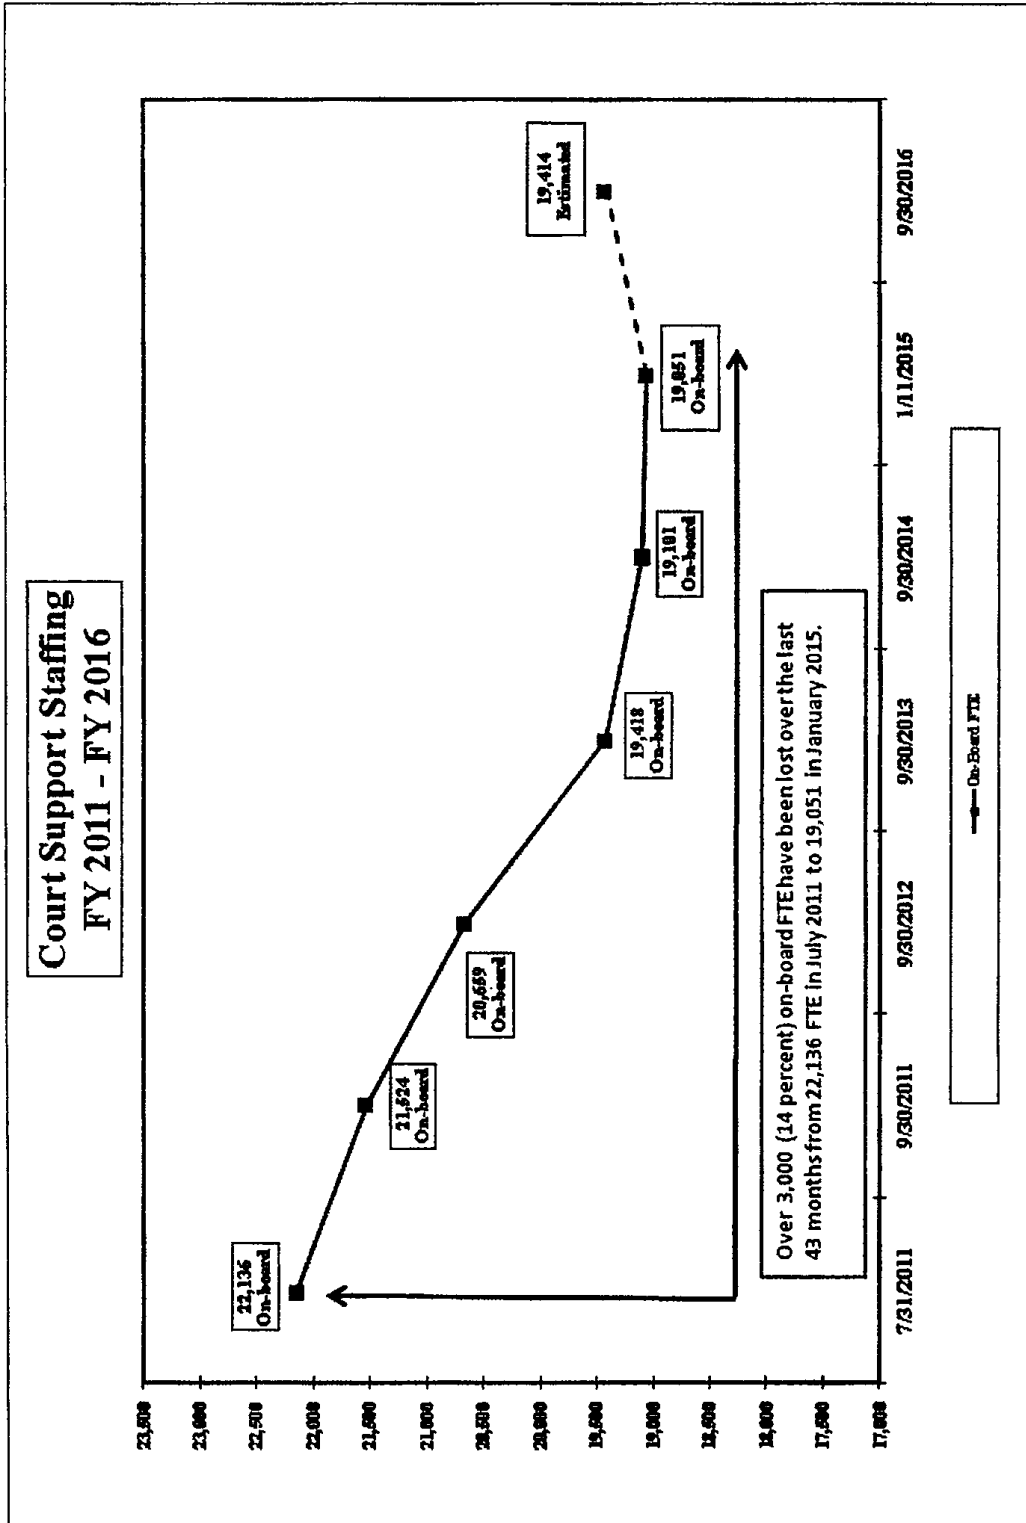 Court Support Staffing
FY 2011 - FY 2016
23,500
23,000
22,500
22,000
21,500
21,000
20,500
20,000
19,500
19,000
18,500
18,000
17,500
17,000
22,136
On-board
21,524
On-board
On-board
19,418
On-board
19,101
On-board
19,051
On-board
19,414
Estimated
Over 3,000 (14 percent) on-board FTE have been lost over the last
43 months from 22,136 FTE in July 2011 to 19,051 in January 2015.
7/31/2011
9/30/2011
9/30/2012
9/30/2013
9/30/2014
1/11/2015
9/30/2016
On-Board FTE